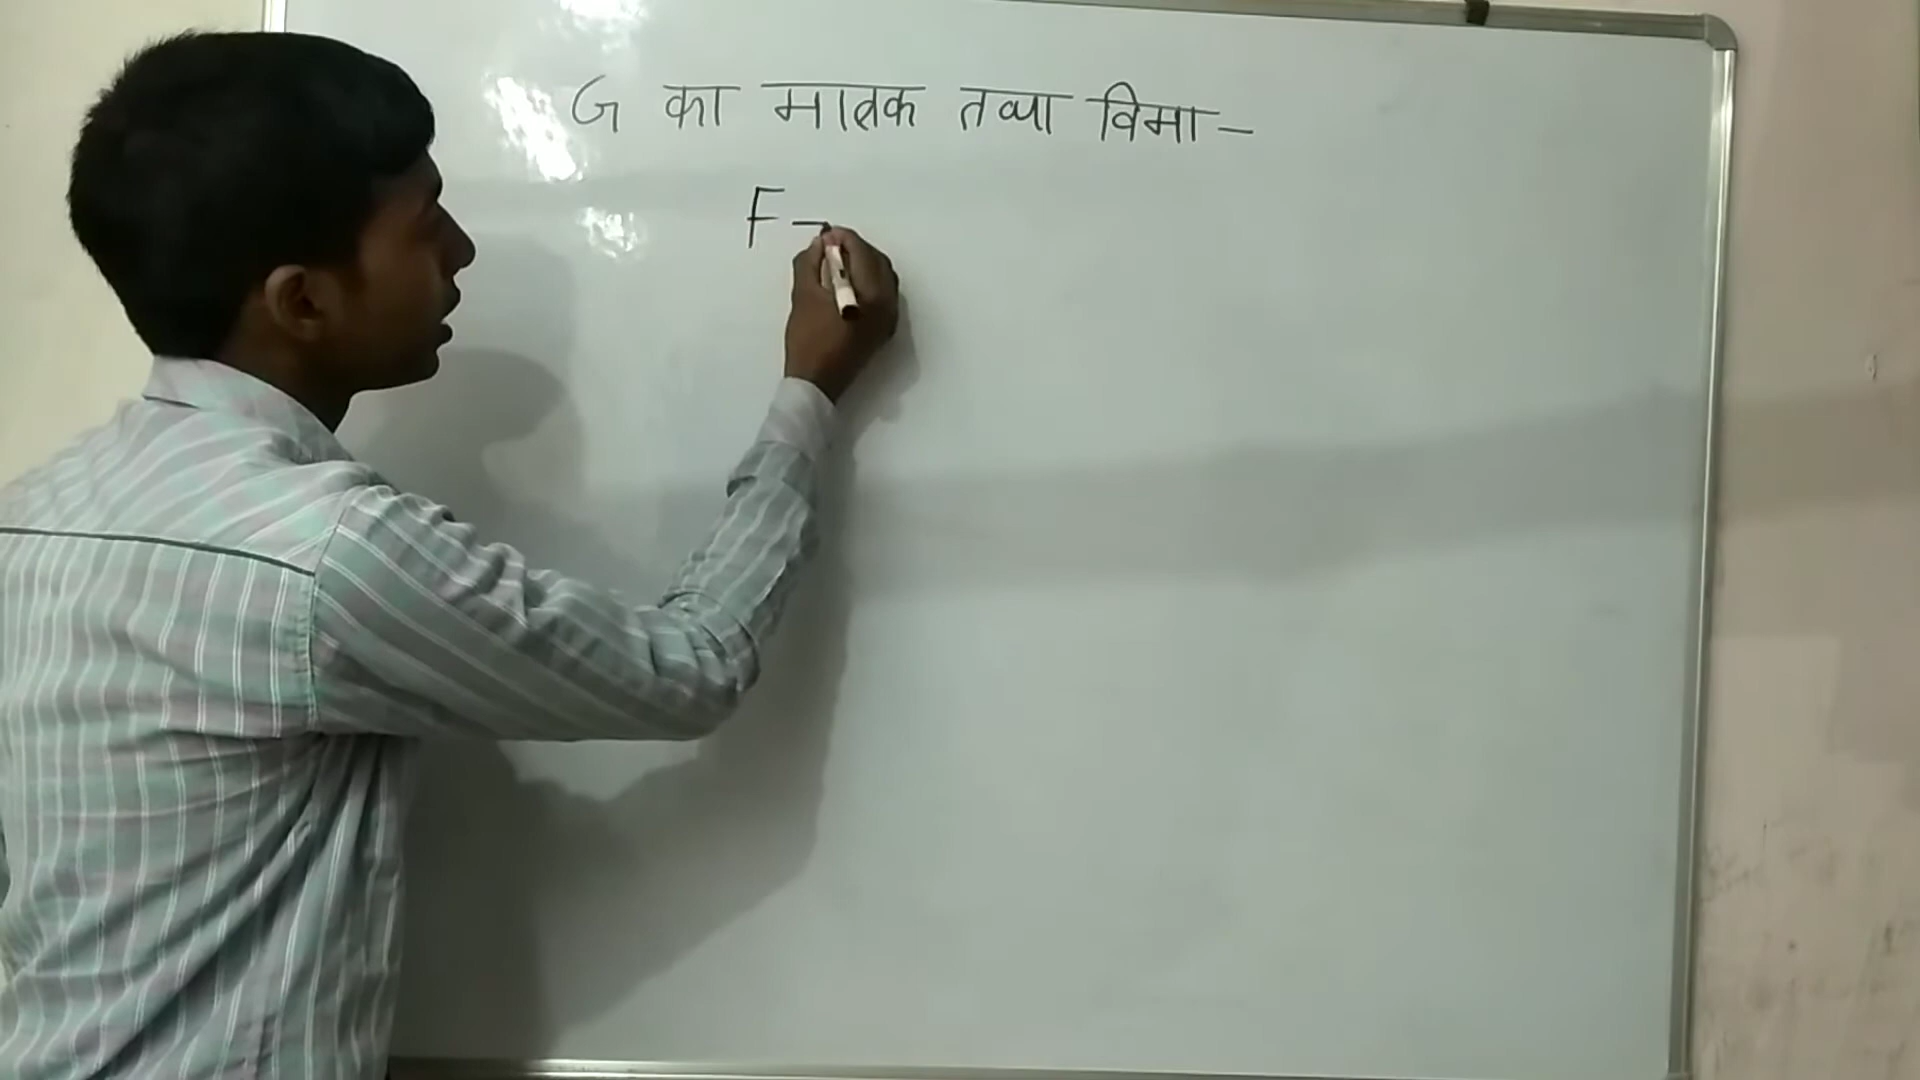 G का मात्रक तथा विमा -
F -